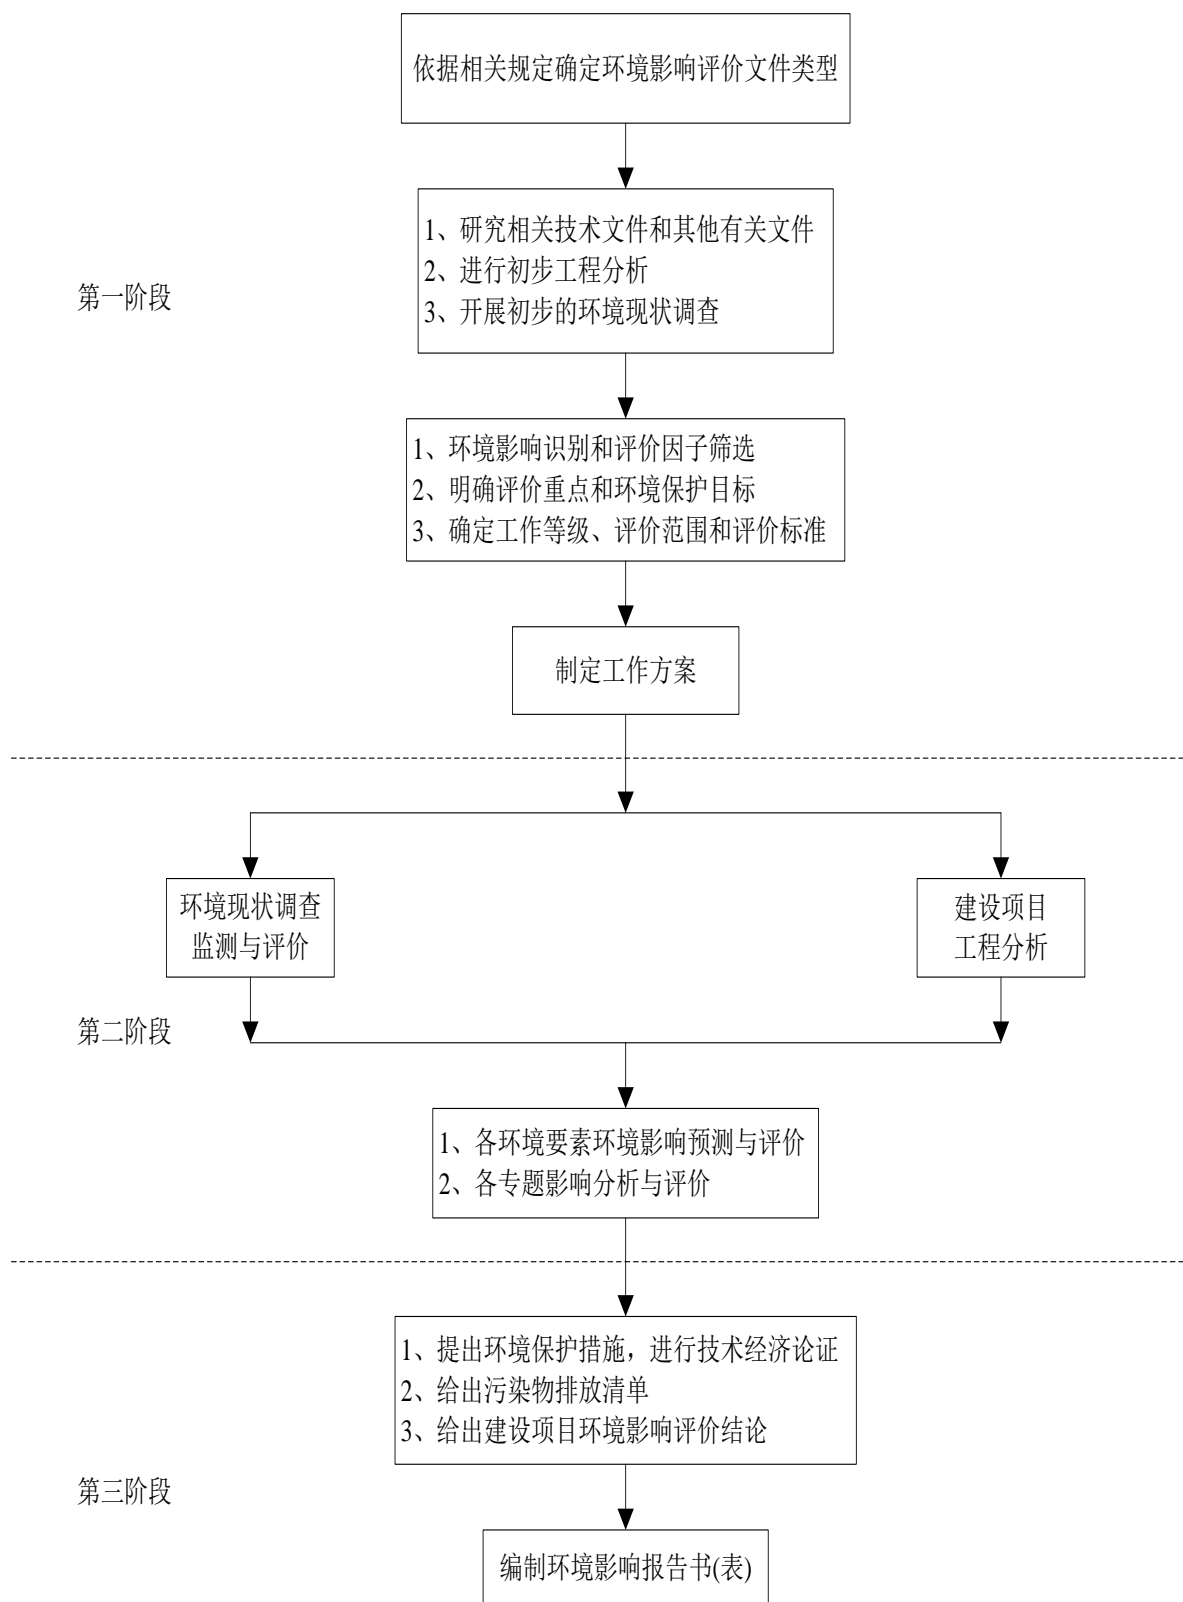 依据相关规定确定环境影响评价文件类型
第一阶段
1、研究相关技术文件和其他有关文件
2、进行初步工程分析
3、开展初步的环境现状调查
1、环境影响识别和评价因子筛选
2、明确评价重点和环境保护目标
3、确定工作等级、评价范围和评价标准
制定工作方案
环境现状调查
监测与评价
建设项目
工程分析
第二阶段
1、各环境要素环境影响预测与评价
2、各专题影响分析与评价
1、提出环境保护措施，进行技术经济论证
2、给出污染物排放清单
3、给出建设项目环境影响评价结论
第三阶段
编制环境影响报告书(表)